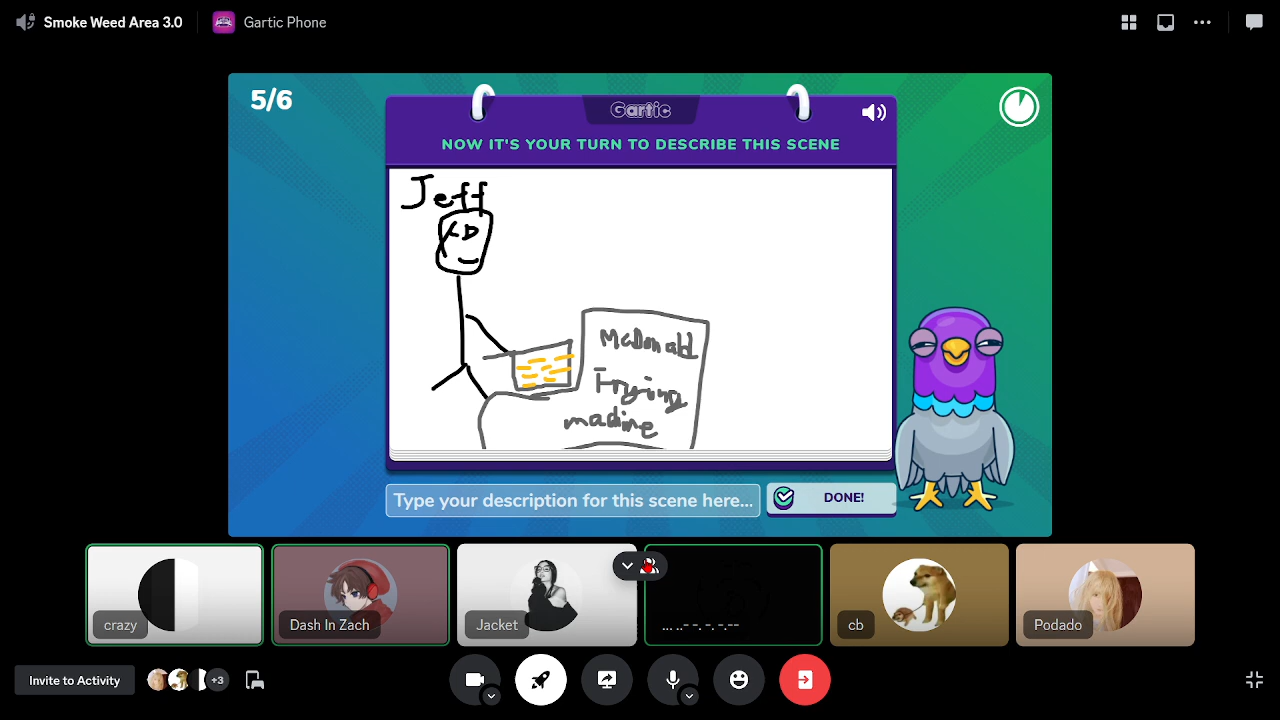 Smoke Weed Area 3.0
Gartic Phone
5/6
Gartic
NOW IT'S YOUR TURN TO DESCRIBE THIS SCENE
Jeff
McDonald
Frying
madine
Type your description for this scene here...
DONE!
crazy
Dash In Zach
Jacket
... ..- -. -. --
cb
Podado
Invite to Activity
+3